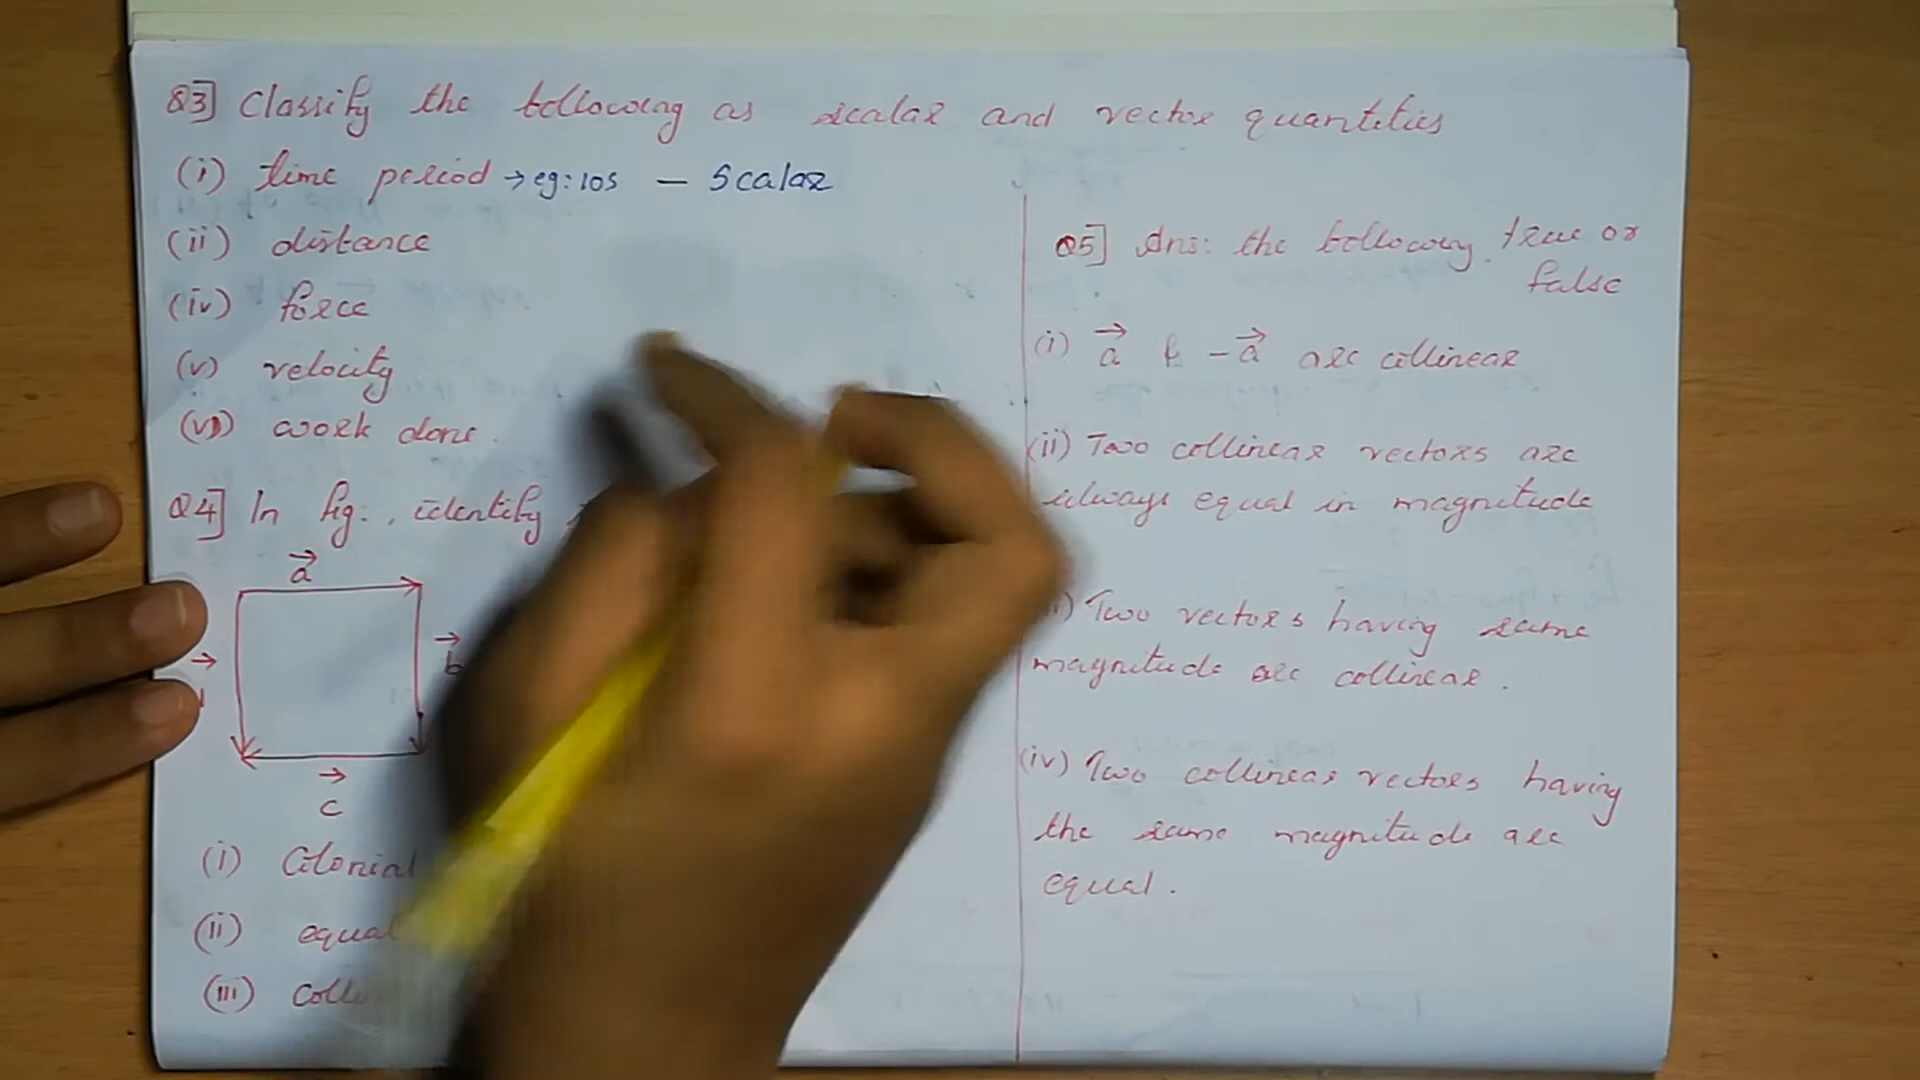 Q3] Classify the following as scalar and vector quantities
(i) time period → eg: 10s — Scalar
(ii) distance
(iv) force
(v) velocity
(vi) work done.
Q4] In fig., identify
→
a
→
b
→
→
c
(i)
(ii) equal
(iii)
Q5] Ans: the following true or
false
(i) →a & -→a are collinear
(ii) Two collinear vectors are
always equal in magnitude
Two vectors having same
magnitude are collinear.
(iv) Two collinear vectors having
the same magnitude are
equal.